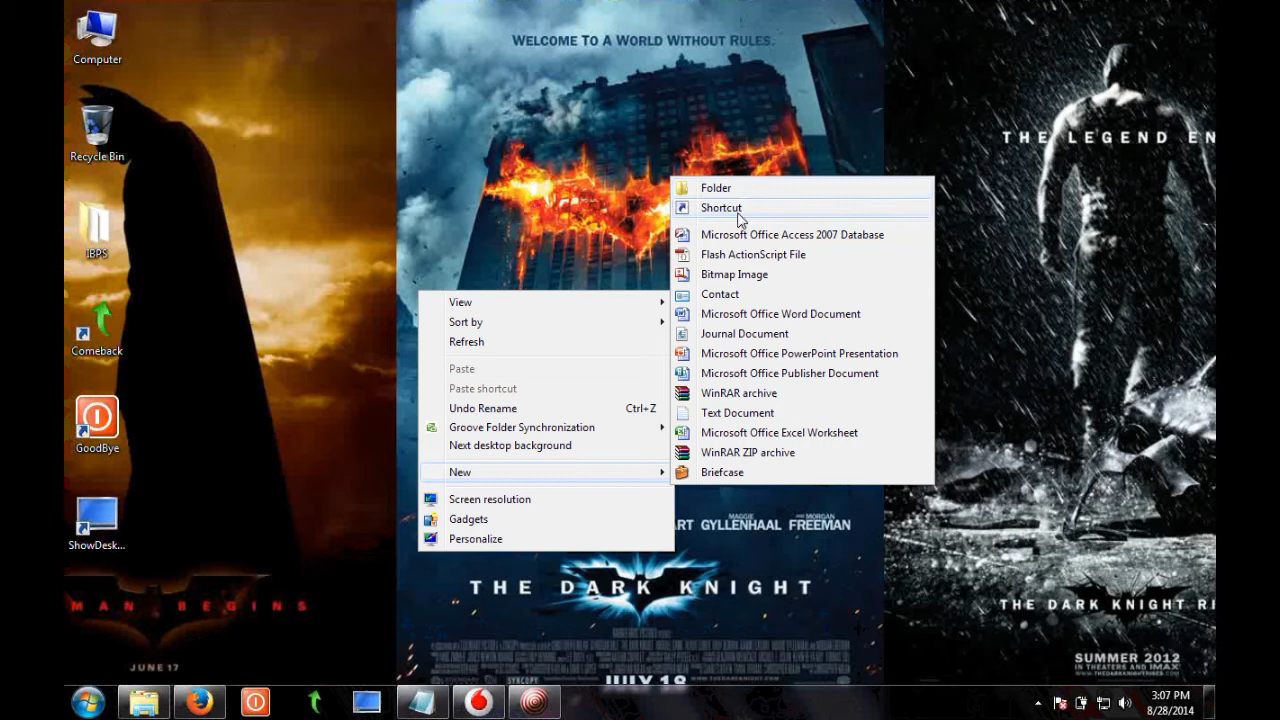 Computer
Recycle Bin
IBPS
Comeback
GoodBye
ShowDesk...
MAN BEGINS
JUNE 17
WELCOME TO A WORLD WITHOUT RULES.
View
Sort by
Refresh
Paste
Paste shortcut
Undo Rename Ctrl+Z
Groove Folder Synchronization
Next desktop background
New
Screen resolution
Gadgets
Personalize
Folder
Shortcut
Microsoft Office Access 2007 Database
Flash ActionScript File
Bitmap Image
Contact
Microsoft Office Word Document
Journal Document
Microsoft Office PowerPoint Presentation
Microsoft Office Publisher Document
WinRAR archive
Text Document
Microsoft Office Excel Worksheet
WinRAR ZIP archive
Briefcase
MAGGIE MORGAN
ART GYLLENHAAL FREEMAN
THE DARK KNIGHT
JULY 18
THE LEGEND EN
THE DARK KNIGHT RI
SUMMER 2012
IN THEATERS AND IMAX
3:07 PM
8/28/2014